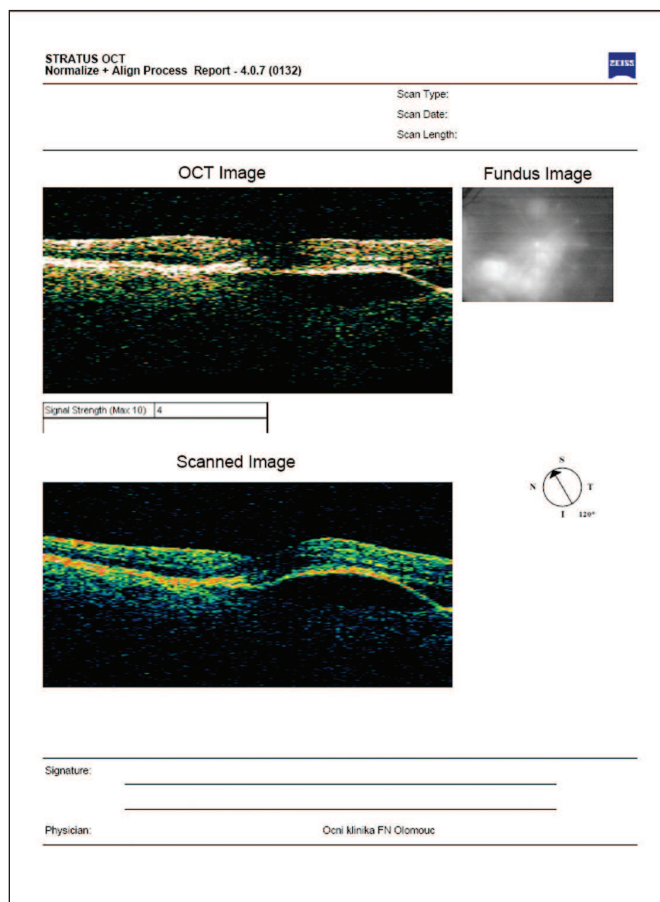 STRATUS OCT
Normalize + Align Process Report - 4.0.7 (0132)
ZEISS
Scan Type:
Scan Date:
Scan Length:
OCT Image
Fundus Image
Signal Strength (Max 10) 4
Scanned Image
S
N T
I 120°
Signature:
Physician: Ocni klinika FN Olomouc